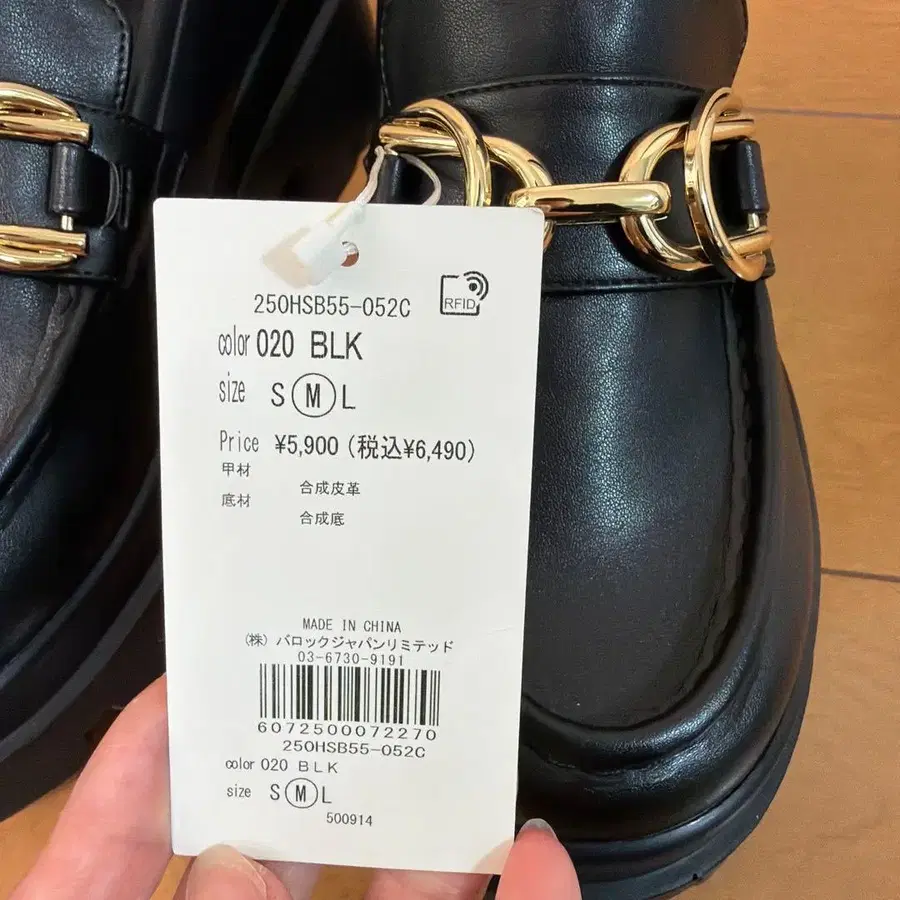 250HSB55-052C
RFID
color 020 BLK
size S M L
Price ¥5,900 (税込¥6,490)
甲材 合成皮革
底材 合成底
MADE IN CHINA
(株) バロックジャパンリミテッド
03-6730-9191
6072500072270
250HSB55-052C
color 020 BLK
size S M L
500914